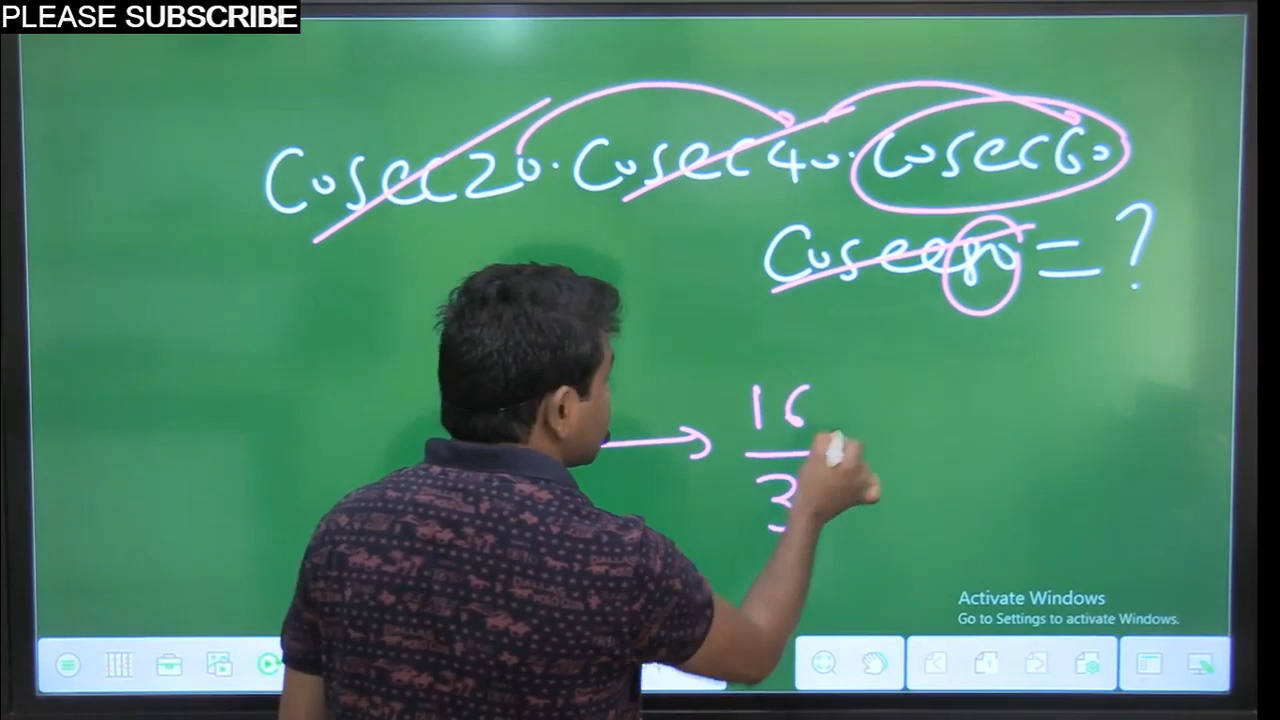 PLEASE SUBSCRIBE
Cosec20.Cosec40.Cosec60
Cosec80=?
16
3
Activate Windows
Go to Settings to activate Windows.